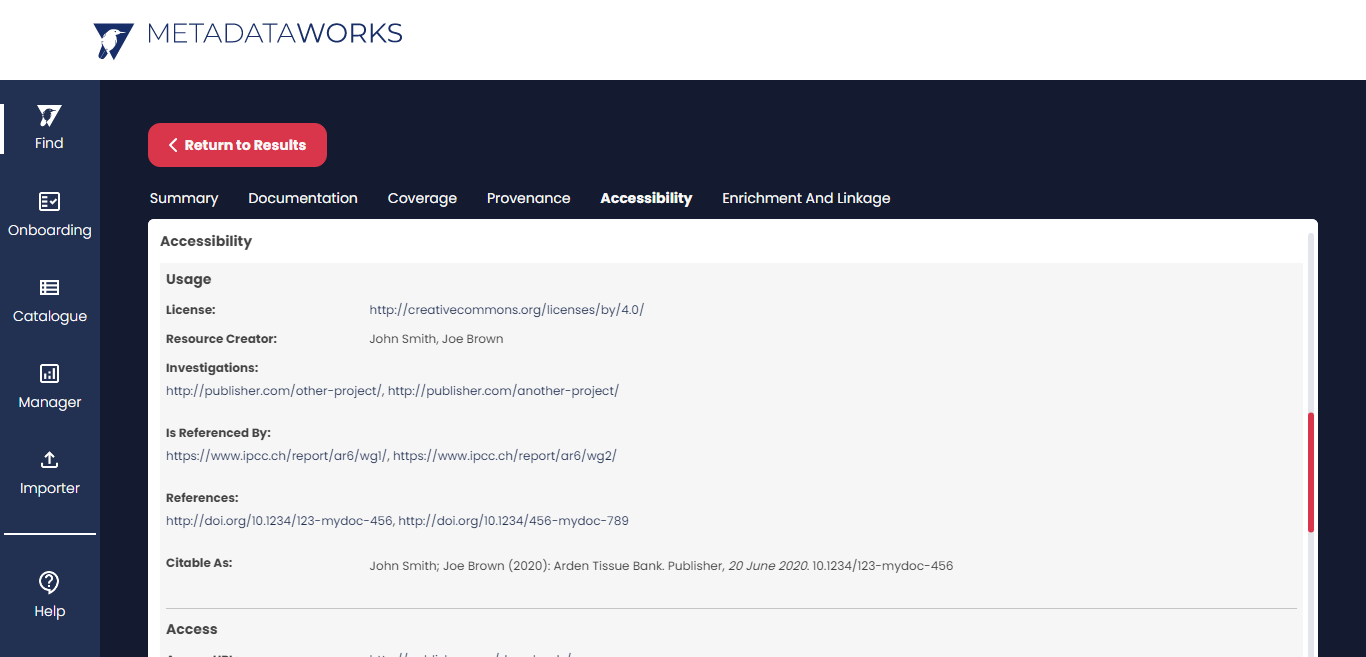 METADATAWORKS
Find
Onboarding
Catalogue
Manager
Importer
Help
Return to Results
Summary Documentation Coverage Provenance Accessibility Enrichment And Linkage
Accessibility
Usage
License: http://creativecommons.org/licenses/by/4.0/
Resource Creator: John Smith, Joe Brown
Investigations:
http://publisher.com/other-project/, http://publisher.com/another-project/
Is Referenced By:
https://www.ipcc.ch/report/ar6/wg1/, https://www.ipcc.ch/report/ar6/wg2/
References:
http://doi.org/10.1234/123-mydoc-456, http://doi.org/10.1234/456-mydoc-789
Citable As: John Smith; Joe Brown (2020): Arden Tissue Bank. Publisher, 20 June 2020. 10.1234/123-mydoc-456
Access